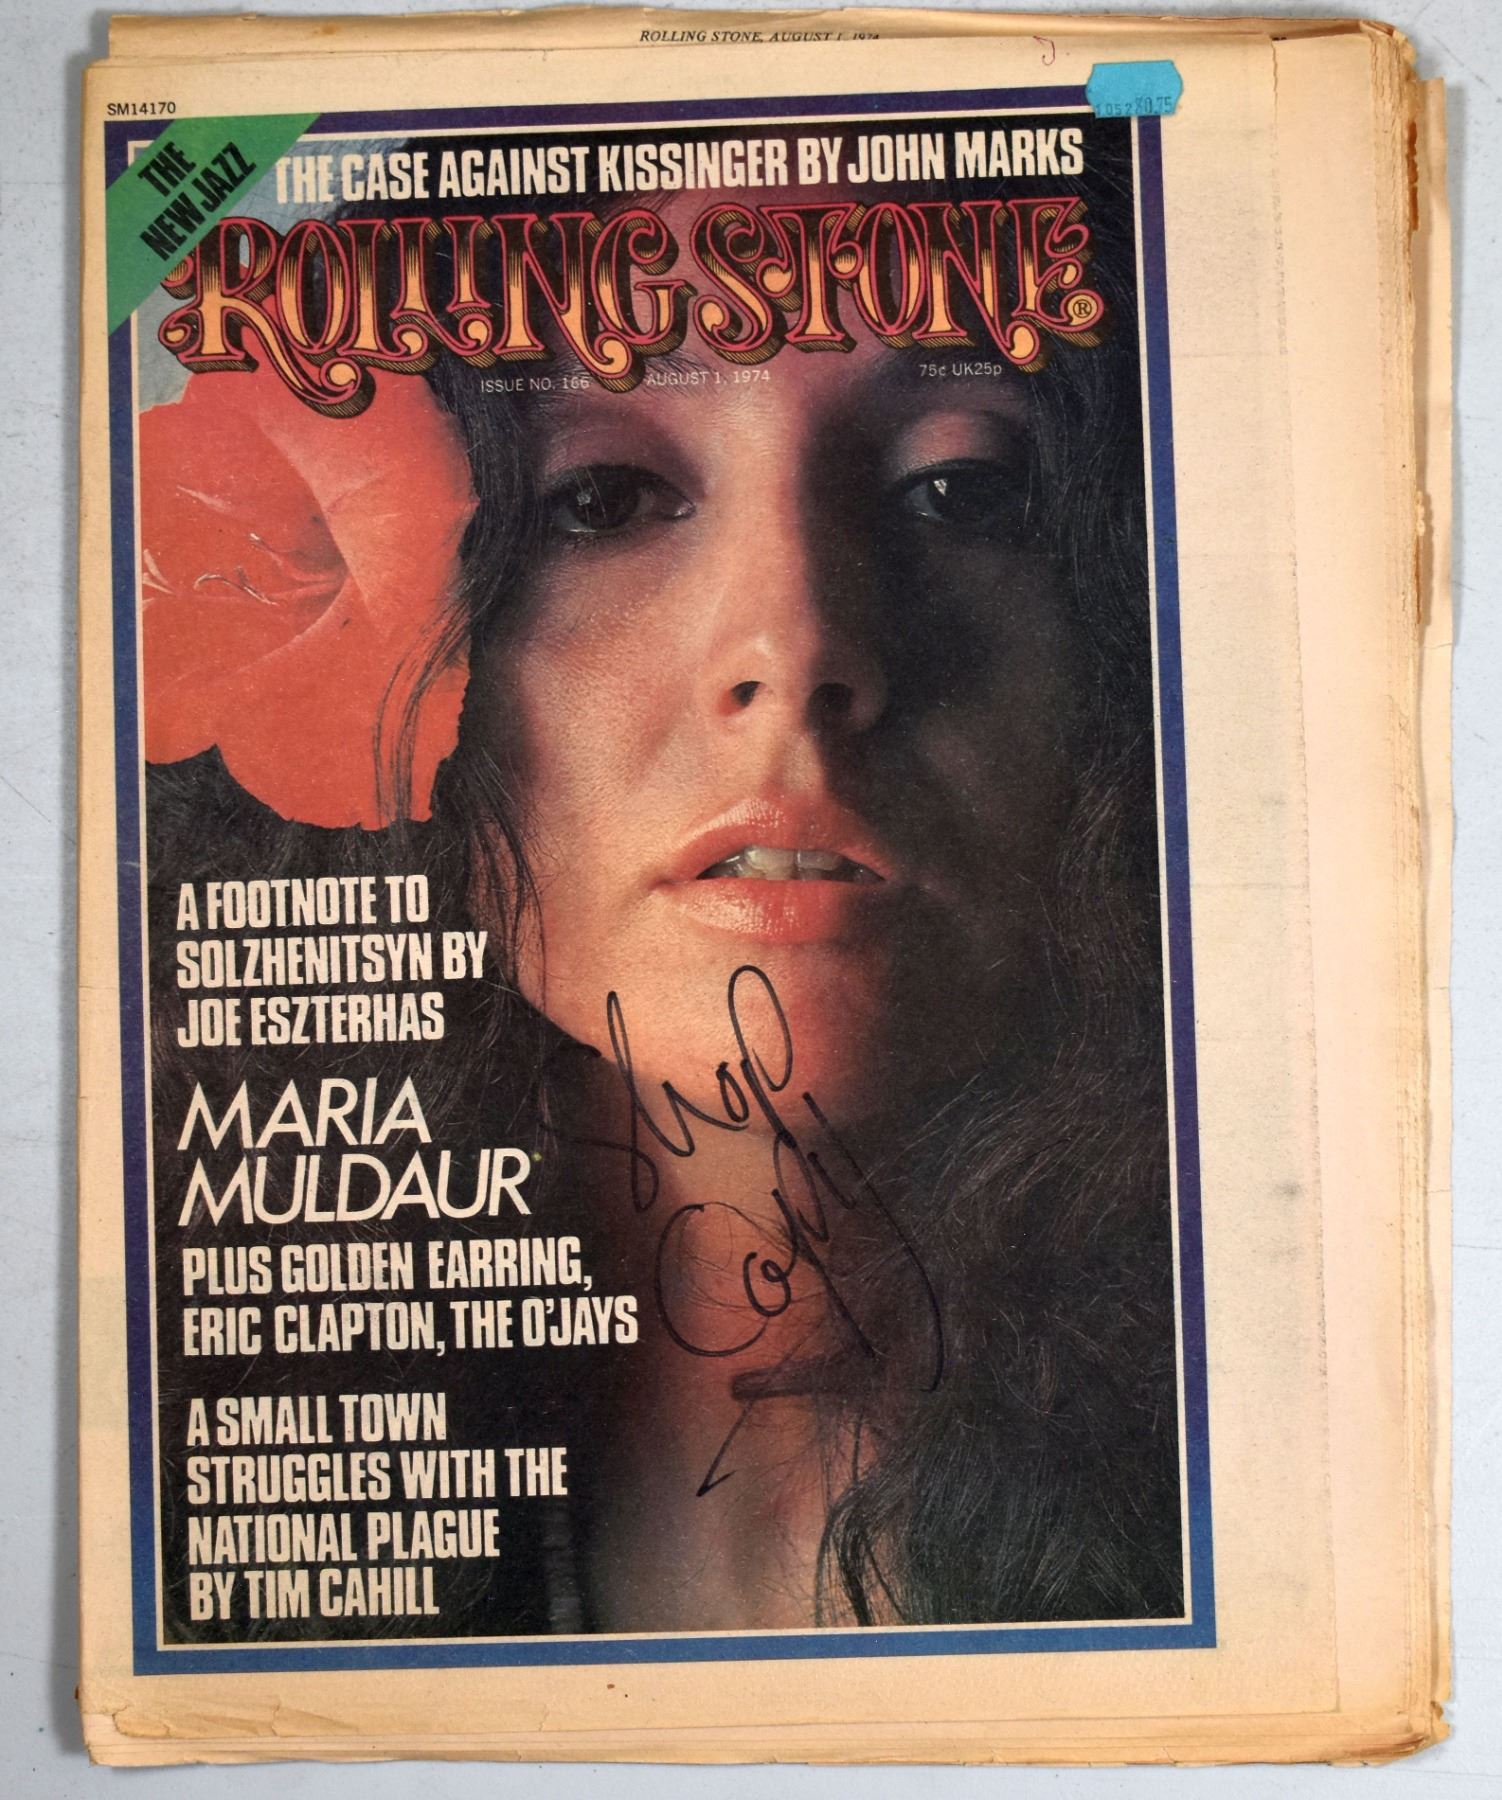 ROLLING STONE, AUGUST 1, 1974
SM14170
THE
NEW JAZZ
THE CASE AGAINST KISSINGER BY JOHN MARKS
ROLLING STONE®
ISSUE NO. 166 AUGUST 1, 1974 75¢ UK25p
A FOOTNOTE TO
SOLZHENITSYN BY
JOE ESZTERHAS
MARIA
MULDAUR
PLUS GOLDEN EARRING,
ERIC CLAPTON, THE O'JAYS
A SMALL TOWN
STRUGGLES WITH THE
NATIONAL PLAGUE
BY TIM CAHILL
Shop
Copy